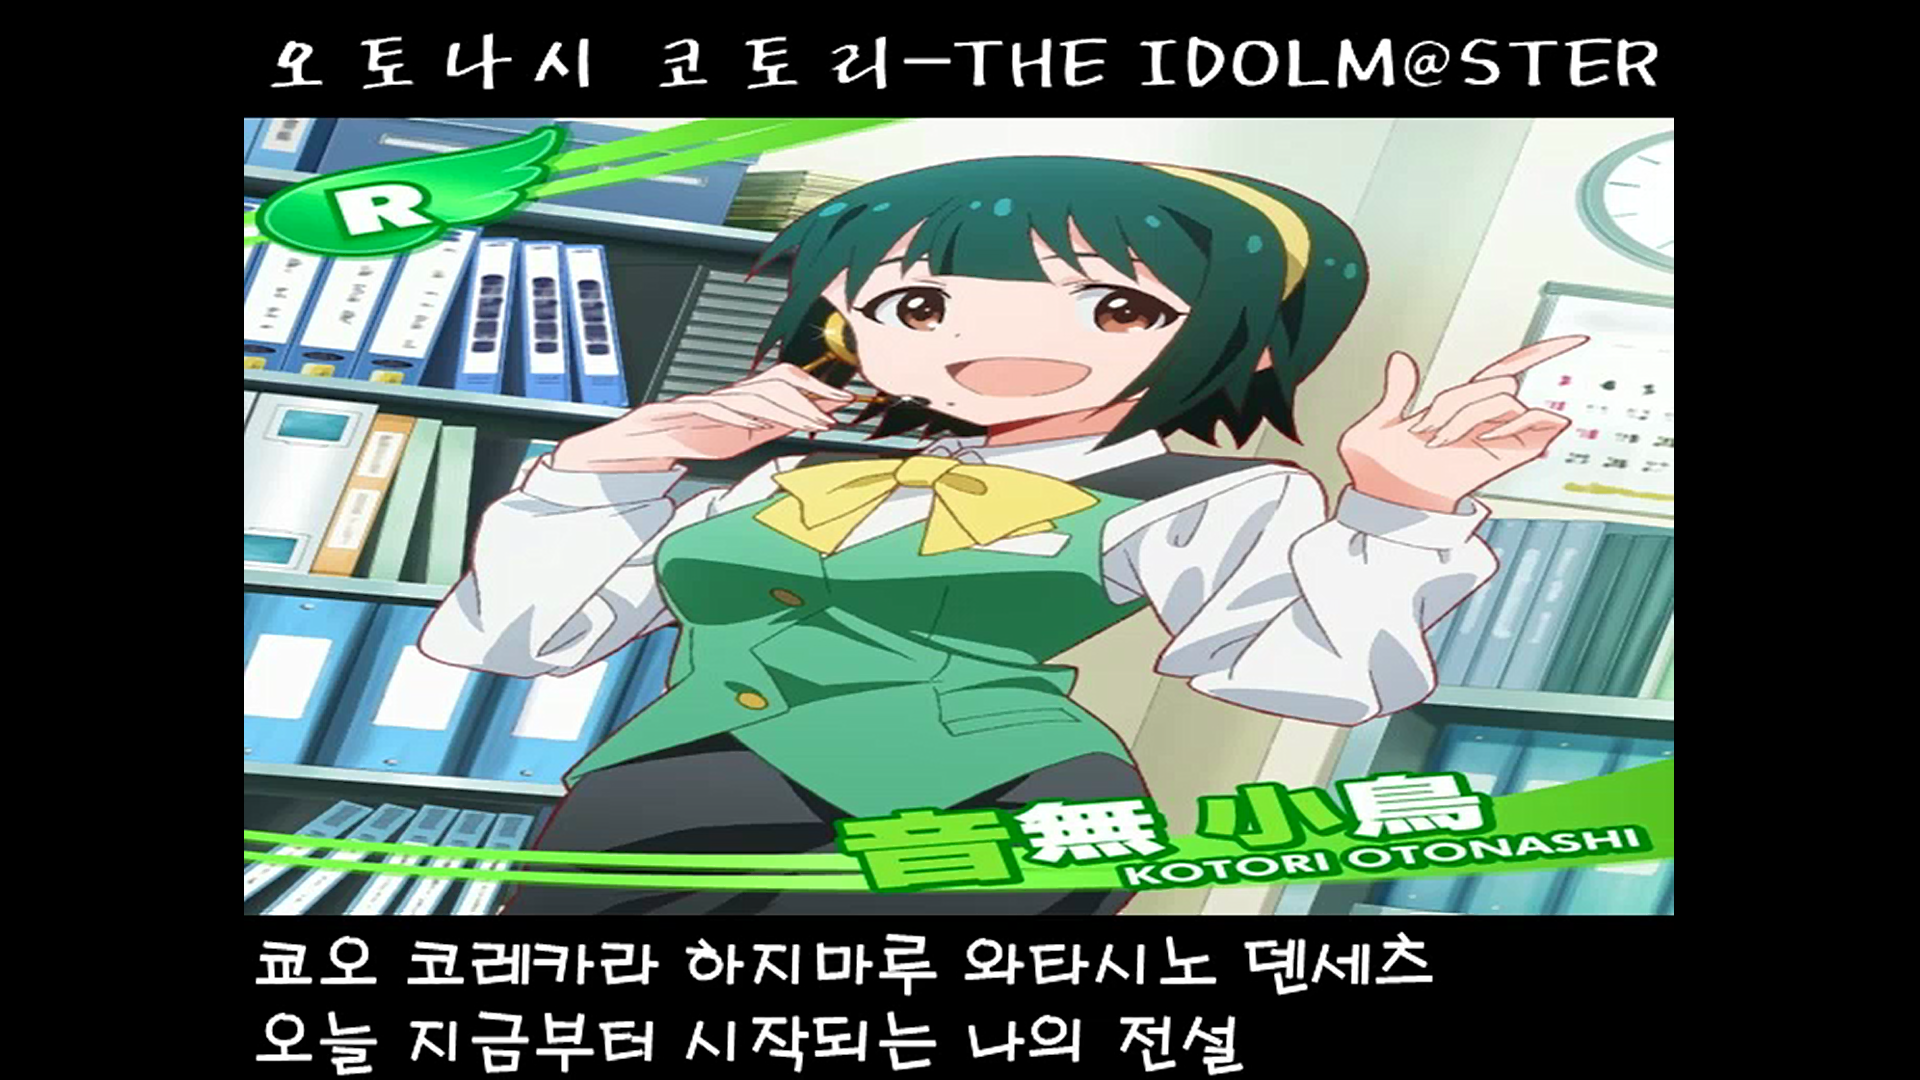 오토나시 코토리-THE IDOLM@STER
R
音無 小鳥
KOTORI OTONASHI
쿄오 코레카라 하지마루 와타시노 덴세츠
오늘 지금부터 시작되는 나의 전설